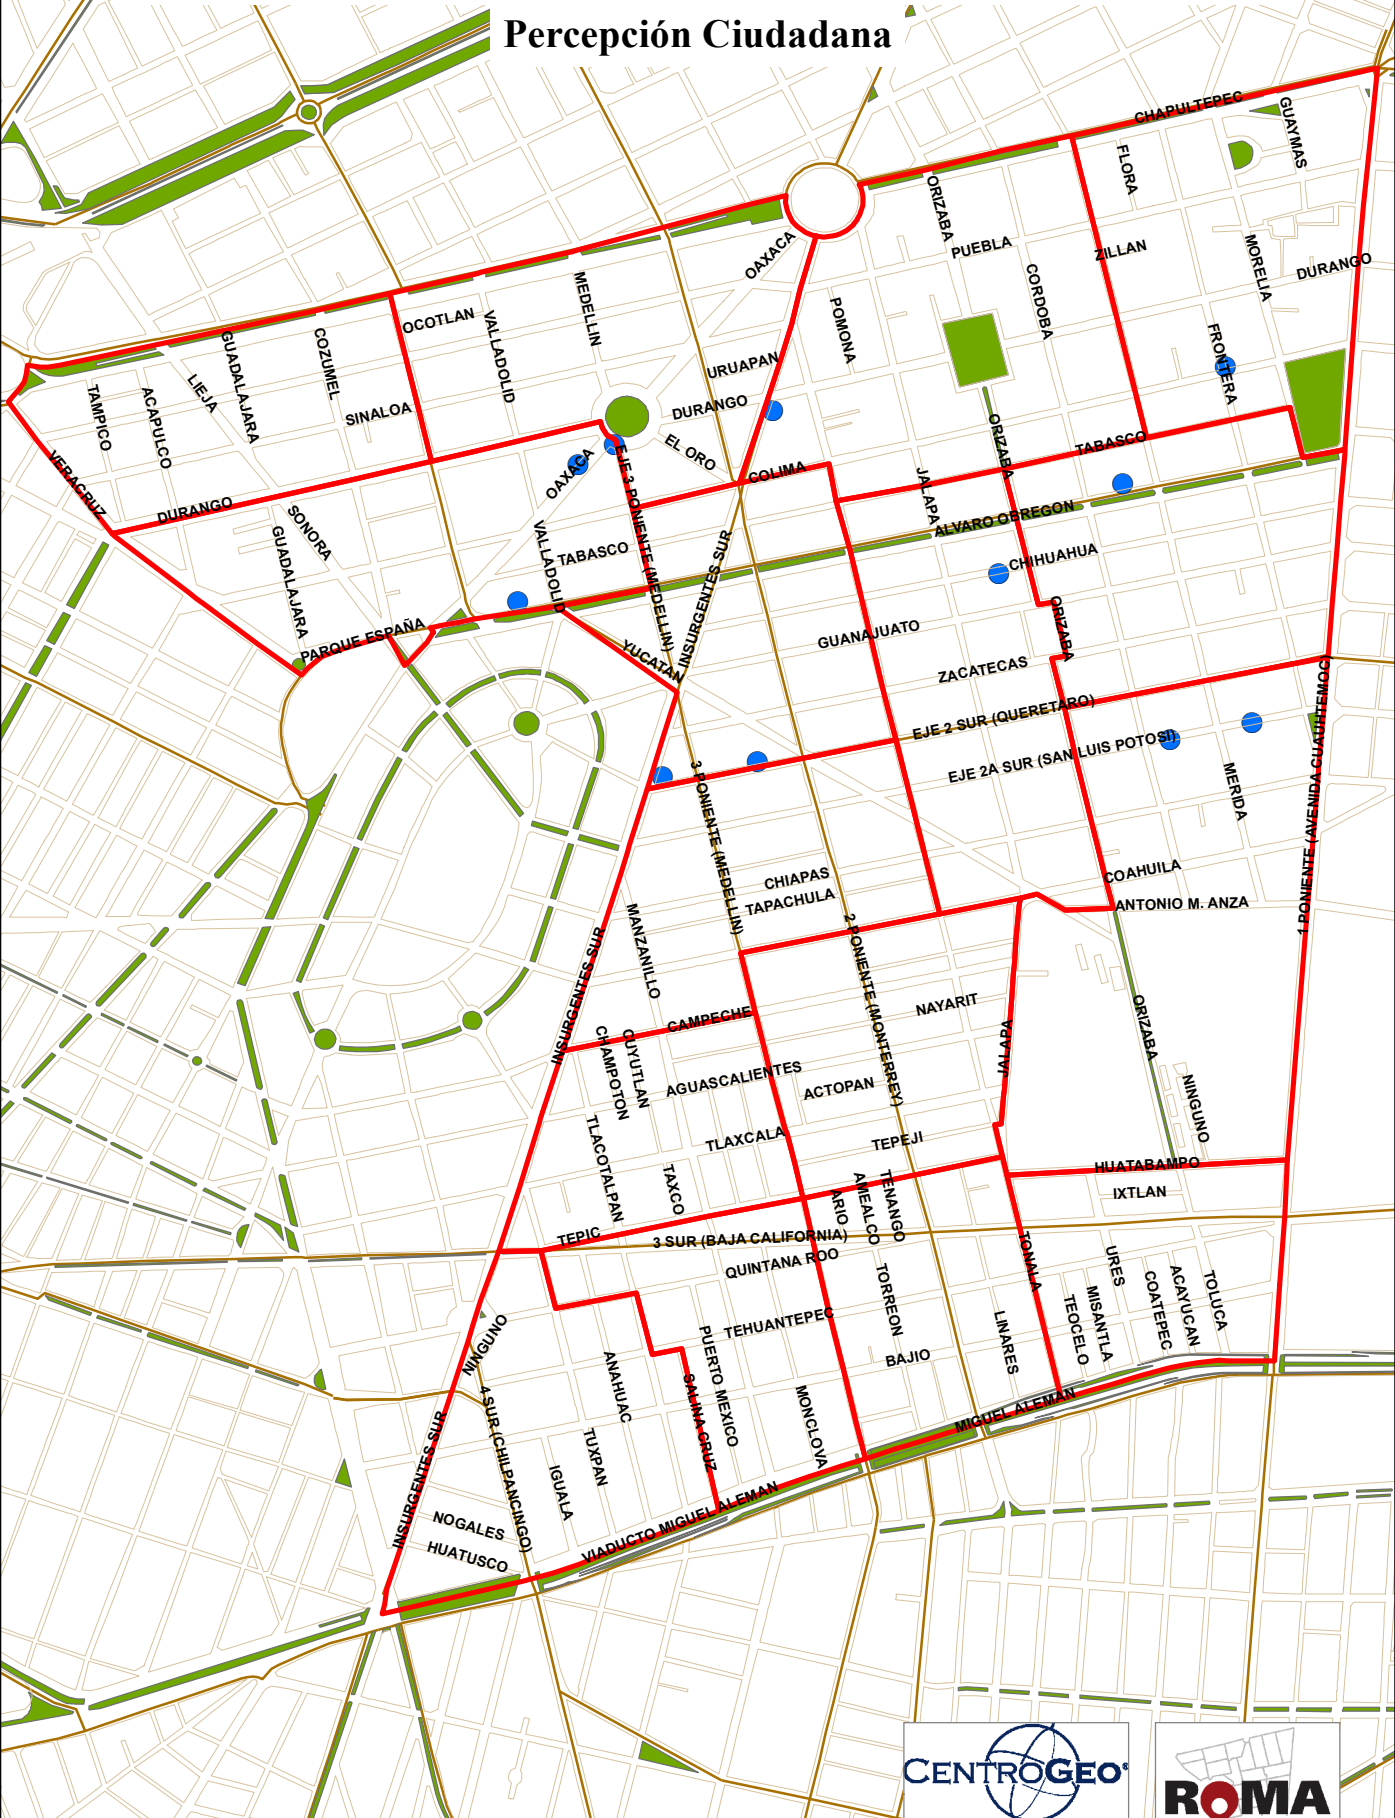 Percepción Ciudadana
CHAPULTEPEC
GUAYMAS
FLORA
ORIZABA
PUEBLA
ZILLAN
MORELIA
DURANGO
OAXACA
CORDOBA
MEDELLIN
POMONA
OCOTLAN
VALLADOLID
COZUMEL
GUADALAJARA
LIEJA
ACAPULCO
TAMPICO
SINALOA
URUAPAN
DURANGO
EL ORO
FRONTERA
TABASCO
ORIZABA
VERACRUZ
DURANGO
OAXACA
EJE 3 PONIENTE (MEDELLIN)
COLIMA
JALAPA
ALVARO OBREGON
SONORA
GUADALAJARA
VALLADOLID
TABASCO
INSURGENTES SUR
CHIHUAHUA
ORIZABA
PARQUE ESPAÑA
YUCATAN
GUANAJUATO
ZACATECAS
EJE 2 SUR (QUERETARO)
EJE 2A SUR (SAN LUIS POTOSI)
1 PONIENTE (AVENIDA CUAUHTEMOC)
MERIDA
3 PONIENTE (MEDELLIN)
CHIAPAS
TAPACHULA
COAHUILA
ANTONIO M. ANZA
2 PONIENTE (MONTERREY)
MANZANILLO
INSURGENTES SUR
CAMPECHE
NAYARIT
JALAPA
ORIZABA
CUYUTLAN
CHAMPOTON
AGUASCALIENTES
ACTOPAN
NINGUNO
TLACOTALPAN
TLAXCALA
TEPEJI
TAXCO
HUATABAMPO
IXTLAN
ARIO
AMEALCO
TENANGO
TEPIC
3 SUR (BAJA CALIFORNIA)
QUINTANA ROO
TONALA
URES
TORREON
TOLUCA
ACAYUCAN
COATEPEC
MISANTLA
TEOCELO
LINARES
TEHUANTEPEC
BAJIO
NINGUNO
PUERTO MEXICO
ANAHUAC
SALINA CRUZ
MONCLOVA
MIGUEL ALEMAN
INSURGENTES SUR
4 SUR (CHILPANCINGO)
TUXPAN
IGUALA
VIADUCTO MIGUEL ALEMAN
NOGALES
HUATUSCO
CENTROGEO
ROMA